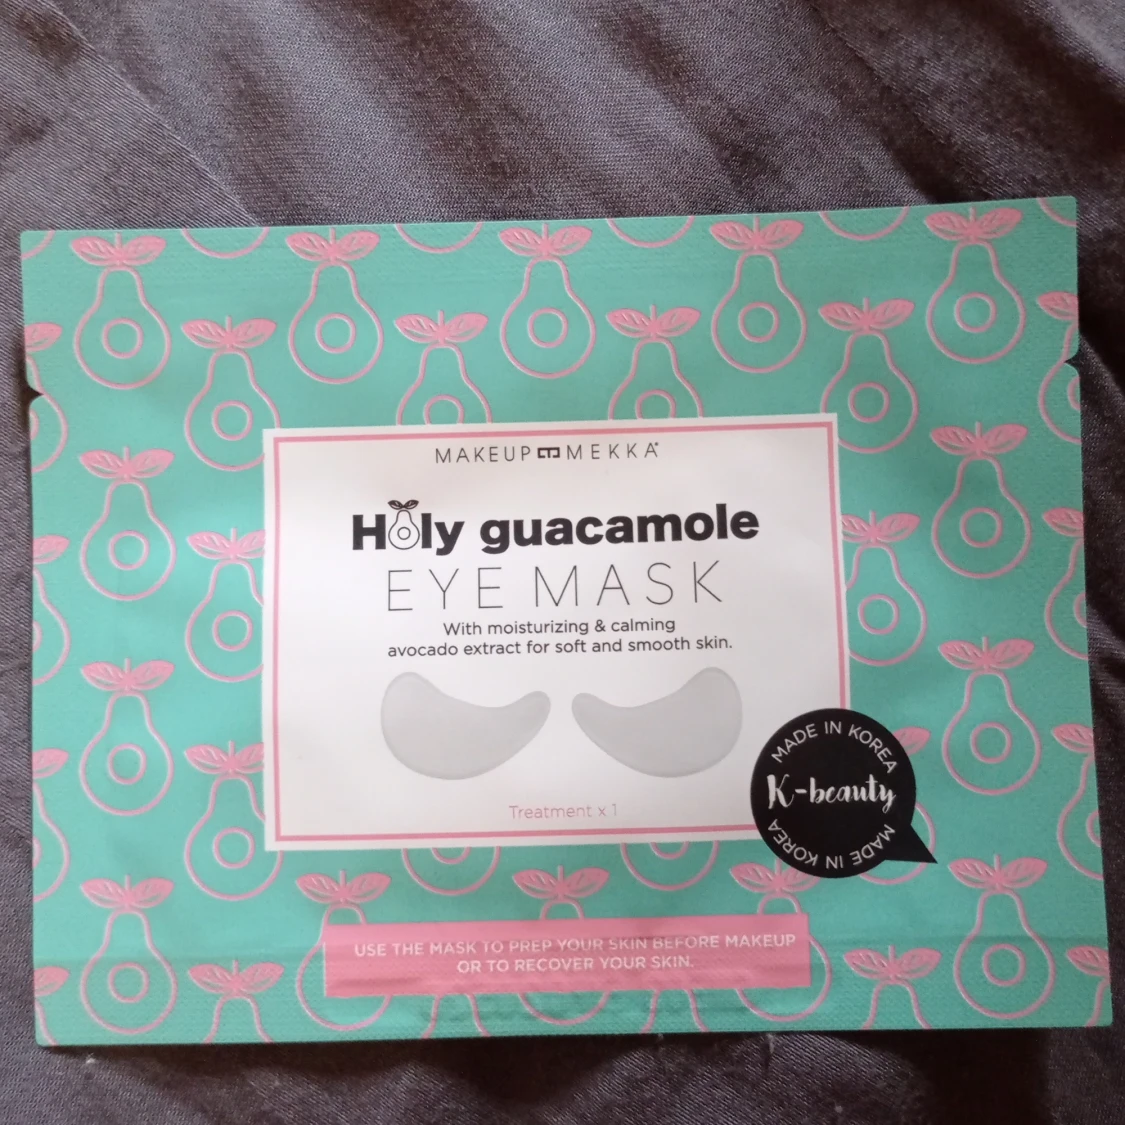 MAKEUP MEKKA
Holy guacamole
EYE MASK
With moisturizing & calming
avocado extract for soft and smooth skin.
Treatment x 1
MADE IN KOREA
K-beauty
MADE IN KOREA
USE THE MASK TO PREP YOUR SKIN BEFORE MAKEUP
OR TO RECOVER YOUR SKIN.